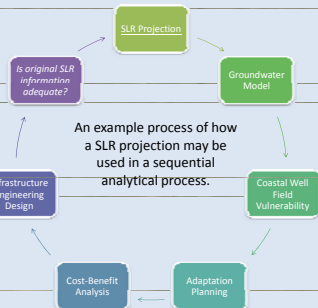 SLR Projection
Is original SLR
information
adequate?
Groundwater
Model
An example process of how
a SLR projection may be
used in a sequential
analytical process.
frastructure
ngineering
Design
Coastal Well
Field
Vulnerability
Cost-Benefit
Analysis
Adaptation
Planning